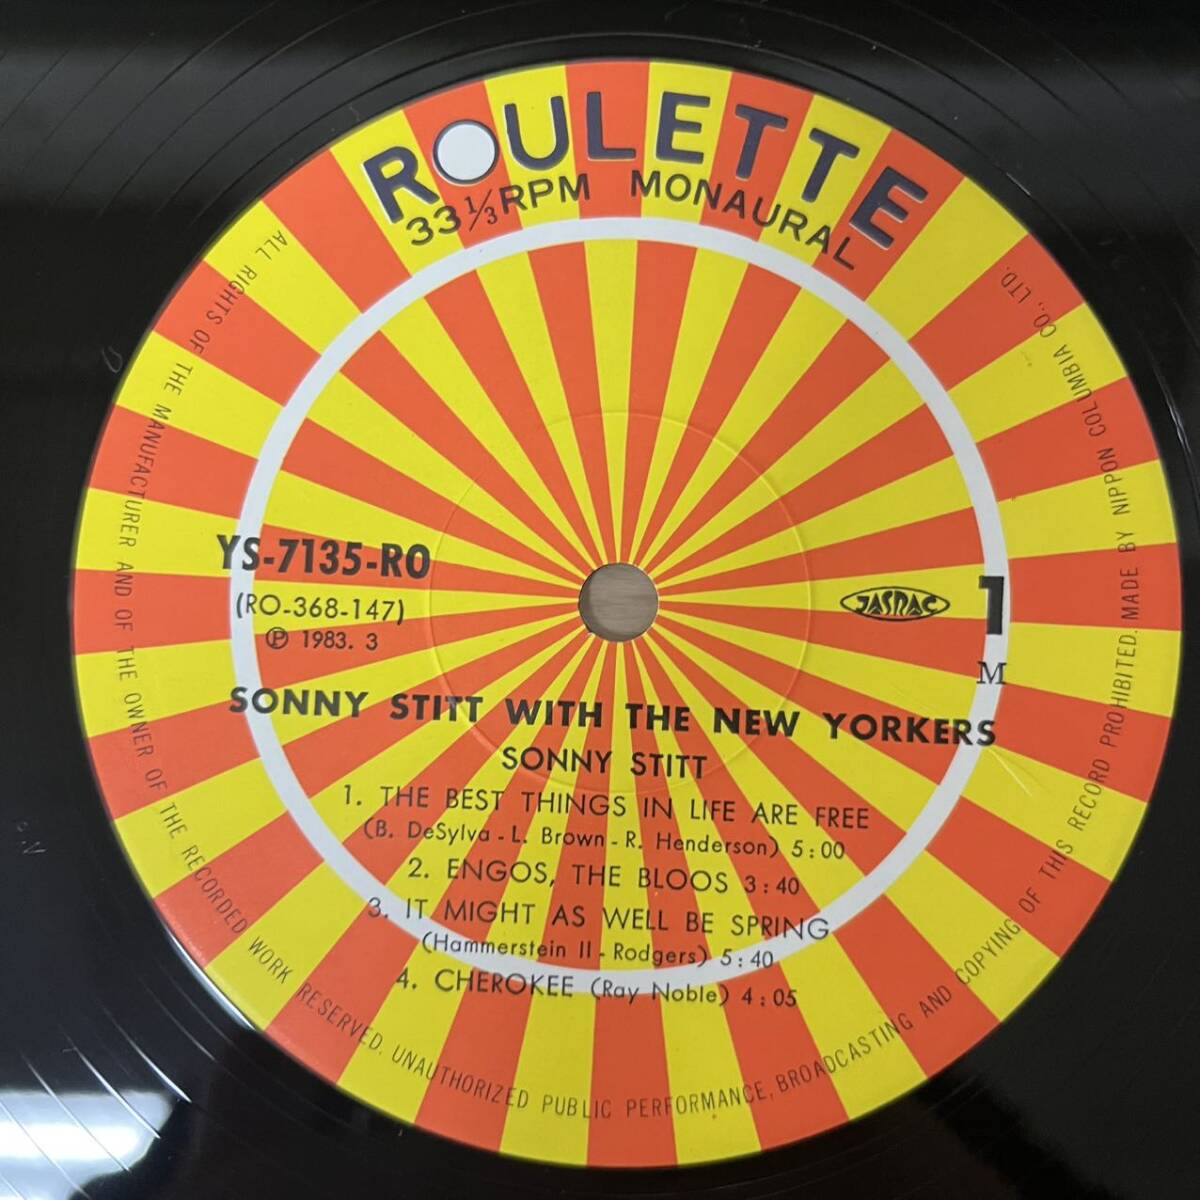 ROULETTE
33 1/3 RPM MONAURAL
YS-7135-RO
(RO-368-147)
Ⓟ 1983. 3
JASRAC
1
M
SONNY STITT WITH THE NEW YORKERS
SONNY STITT
1. THE BEST THINGS IN LIFE ARE FREE
(B. DeSylva - L. Brown - R. Henderson) 5:00
2. ENGOS, THE BLOOS 3:40
3. IT MIGHT AS WELL BE SPRING
(Hammerstein II - Rodgers) 5:40
4. CHEROKEE (Ray Noble) 4:05
ALL RIGHTS OF THE MANUFACTURER AND OF THE OWNER OF THE RECORDED WORK RESERVED. UNAUTHORIZED PUBLIC PERFORMANCE, BROADCASTING AND COPYING OF THIS RECORD PROHIBITED. MADE BY NIPPON COLUMBIA CO., LTD.